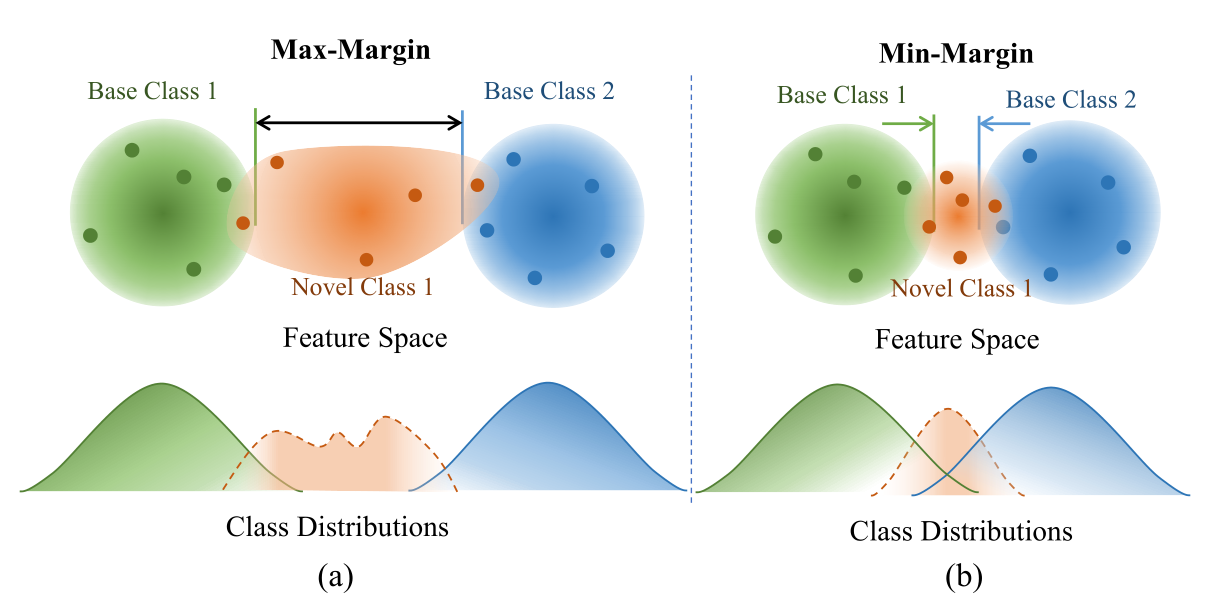 Max-Margin
Base Class 1
Base Class 2
Novel Class 1
Feature Space
Class Distributions
(a)
Min-Margin
Base Class 1
Base Class 2
Novel Class 1
Feature Space
Class Distributions
(b)